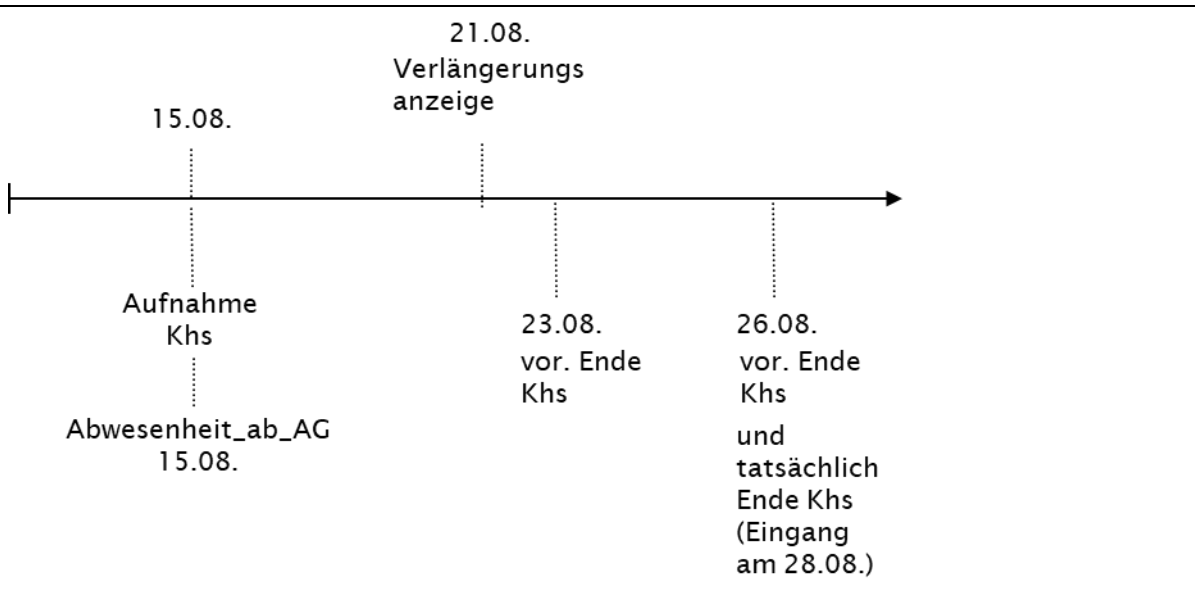 21.08.
Verlängerungs
anzeige
15.08.
Aufnahme
Khs
Abwesenheit_ab_AG
15.08.
23.08.
vor. Ende
Khs
26.08.
vor. Ende
Khs
und
tatsächlich
Ende Khs
(Eingang
am 28.08.)